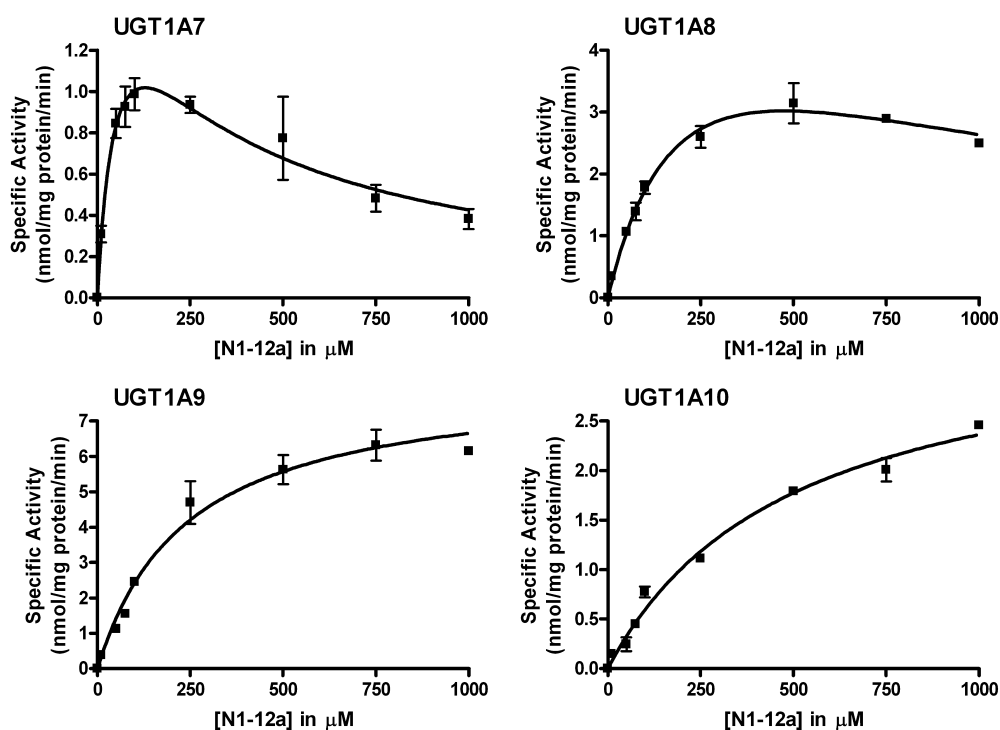 UGT1A7
Specific Activity
(nmol/mg protein/min)
1.2
1.0
0.8
0.6
0.4
0.2
0.0
0 250 500 750 1000
[N1-12a] in μM
UGT1A8
Specific Activity
(nmol/mg protein/min)
4
3
2
1
0
0 250 500 750 1000
[N1-12a] in μM
UGT1A9
Specific Activity
(nmol/mg protein/min)
7
6
5
4
3
2
1
0
0 250 500 750 1000
[N1-12a] in μM
UGT1A10
Specific Activity
(nmol/mg protein/min)
2.5
2.0
1.5
1.0
0.5
0.0
0 250 500 750 1000
[N1-12a] in μM